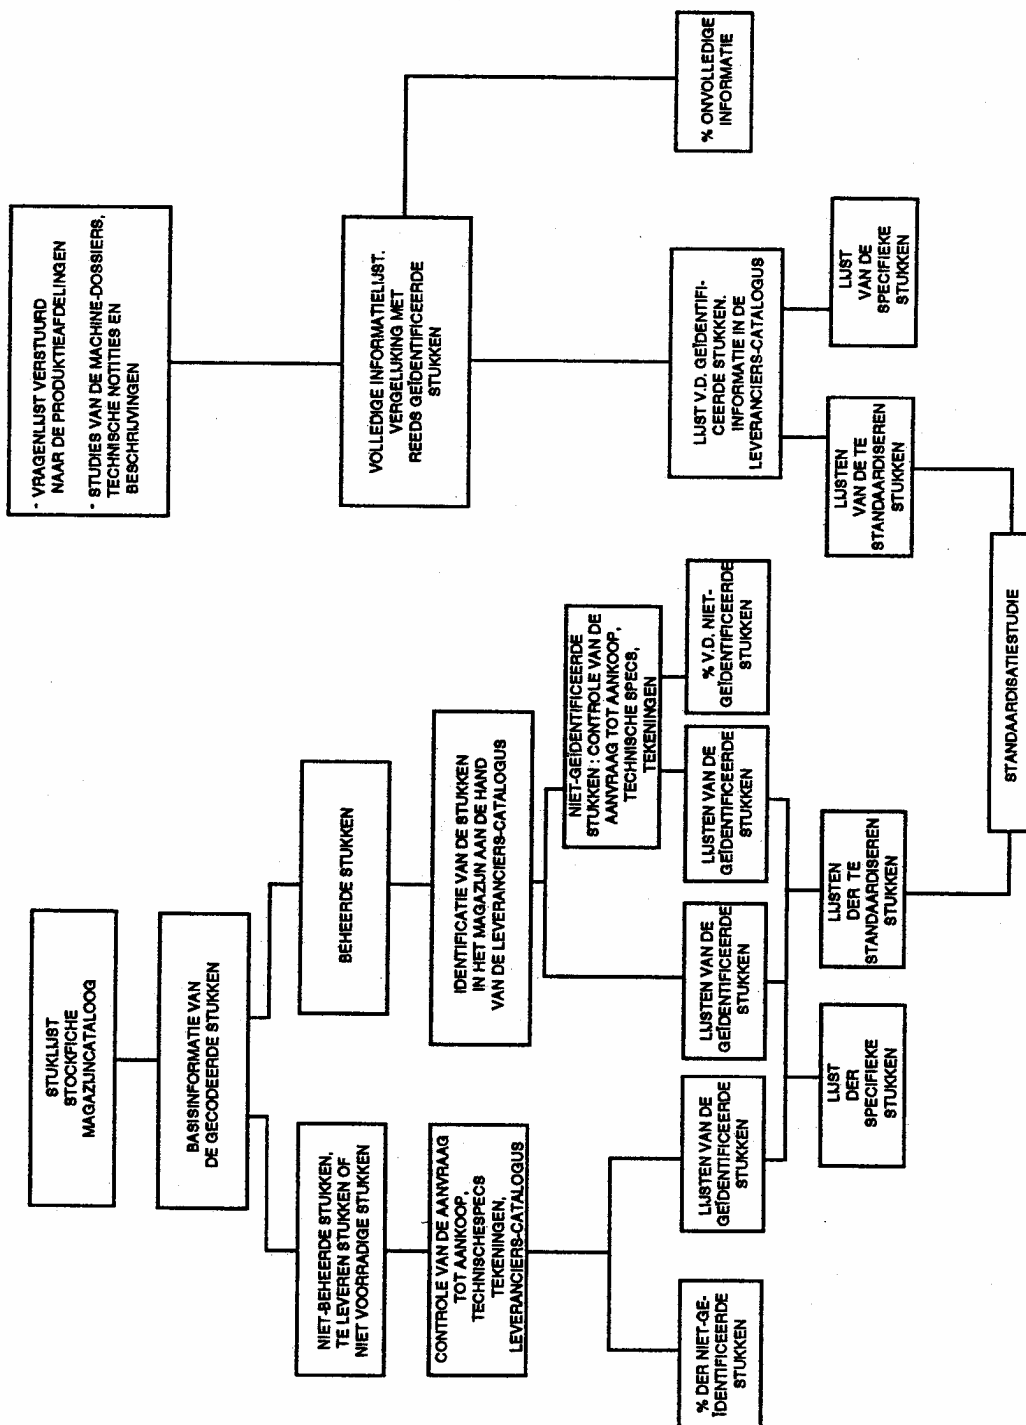 STUKLIJST
STOCKFICHE
MAGAZIJNCATALOOG
BASISINFORMATIE VAN
DE GECODEERDE STUKKEN
NIET-BEHEERDE STUKKEN,
TE LEVEREN STUKKEN OF
NIET VOORRADIGE STUKKEN
BEHEERDE STUKKEN
CONTROLE VAN DE AANVRAAG
TOT AANKOOP,
TECHNISCHESPECS
TEKENINGEN,
LEVERANCIERS-CATALOGUS
IDENTIFICATIE VAN DE STUKKEN
IN HET MAGAZIJN AAN DE HAND
VAN DE LEVERANCIERS-CATALOGUS
NIET-GEÏDENTIFICEERDE
STUKKEN : CONTROLE VAN DE
AANVRAAG TOT AANKOOP,
TECHNISCHE SPECS,
TEKENINGEN
% DER NIET-GE-
ÏDENTIFICEERDE
STUKKEN
LIJSTEN VAN DE
GEÏDENTIFICEERDE
STUKKEN
LIJSTEN VAN DE
GEÏDENTIFICEERDE
STUKKEN
LIJSTEN VAN DE
GEÏDENTIFICEERDE
STUKKEN
% V.D. NIET-
GEÏDENTIFICEERDE
STUKKEN
LIJST
DER
SPECIFIEKE
STUKKEN
LIJSTEN
DER TE
STANDAARDISEREN
STUKKEN
- VRAGENLIJST VERSTUURD
NAAR DE PRODUKTIEAFDELINGEN
- STUDIES VAN DE MACHINE-DOSSIERS,
TECHNISCHE NOTITIES EN
BESCHRIJVINGEN
VOLLEDIGE INFORMATIELIJST.
VERGELIJKING MET
REEDS GEÏDENTIFICEERDE
STUKKEN
LIJST V.D. GEÏDENTIFI-
CEERDE STUKKEN.
INFORMATIE IN DE
LEVERANCIERS-CATALOGUS
% ONVOLLEDIGE
INFORMATIE
LIJSTEN
VAN DE TE
STANDAARDISEREN
STUKKEN
LIJST
VAN DE
SPECIFIEKE
STUKKEN
STANDAARDISATIESTUDIE